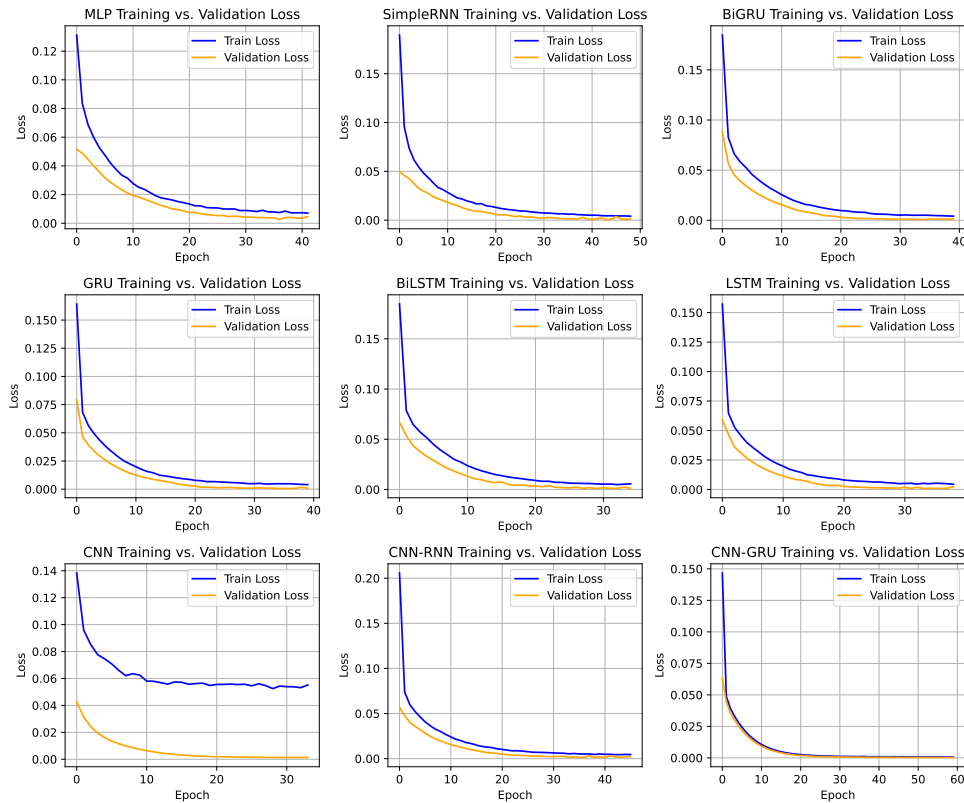 MLP Training vs. Validation Loss
0.12
0.10
0.08
0.06
0.04
0.02
0.00
Loss
Train Loss
Validation Loss
0 10 20 30 40
Epoch
SimpleRNN Training vs. Validation Loss
0.15
0.10
0.05
0.00
Loss
Train Loss
Validation Loss
0 10 20 30 40 50
Epoch
BiGRU Training vs. Validation Loss
0.15
0.10
0.05
0.00
Loss
Train Loss
Validation Loss
0 10 20 30 40
Epoch
GRU Training vs. Validation Loss
0.150
0.125
0.100
0.075
0.050
0.025
0.000
Loss
Train Loss
Validation Loss
0 10 20 30 40
Epoch
BiLSTM Training vs. Validation Loss
0.15
0.10
0.05
0.00
Loss
Train Loss
Validation Loss
0 10 20 30
Epoch
LSTM Training vs. Validation Loss
0.150
0.125
0.100
0.075
0.050
0.025
0.000
Loss
Train Loss
Validation Loss
0 10 20 30
Epoch
CNN Training vs. Validation Loss
0.14
0.12
0.10
0.08
0.06
0.04
0.02
0.00
Loss
Train Loss
Validation Loss
0 10 20 30
Epoch
CNN-RNN Training vs. Validation Loss
0.20
0.15
0.10
0.05
0.00
Loss
Train Loss
Validation Loss
0 10 20 30 40
Epoch
CNN-GRU Training vs. Validation Loss
0.150
0.125
0.100
0.075
0.050
0.025
0.000
Loss
Train Loss
Validation Loss
0 10 20 30 40 50 60
Epoch